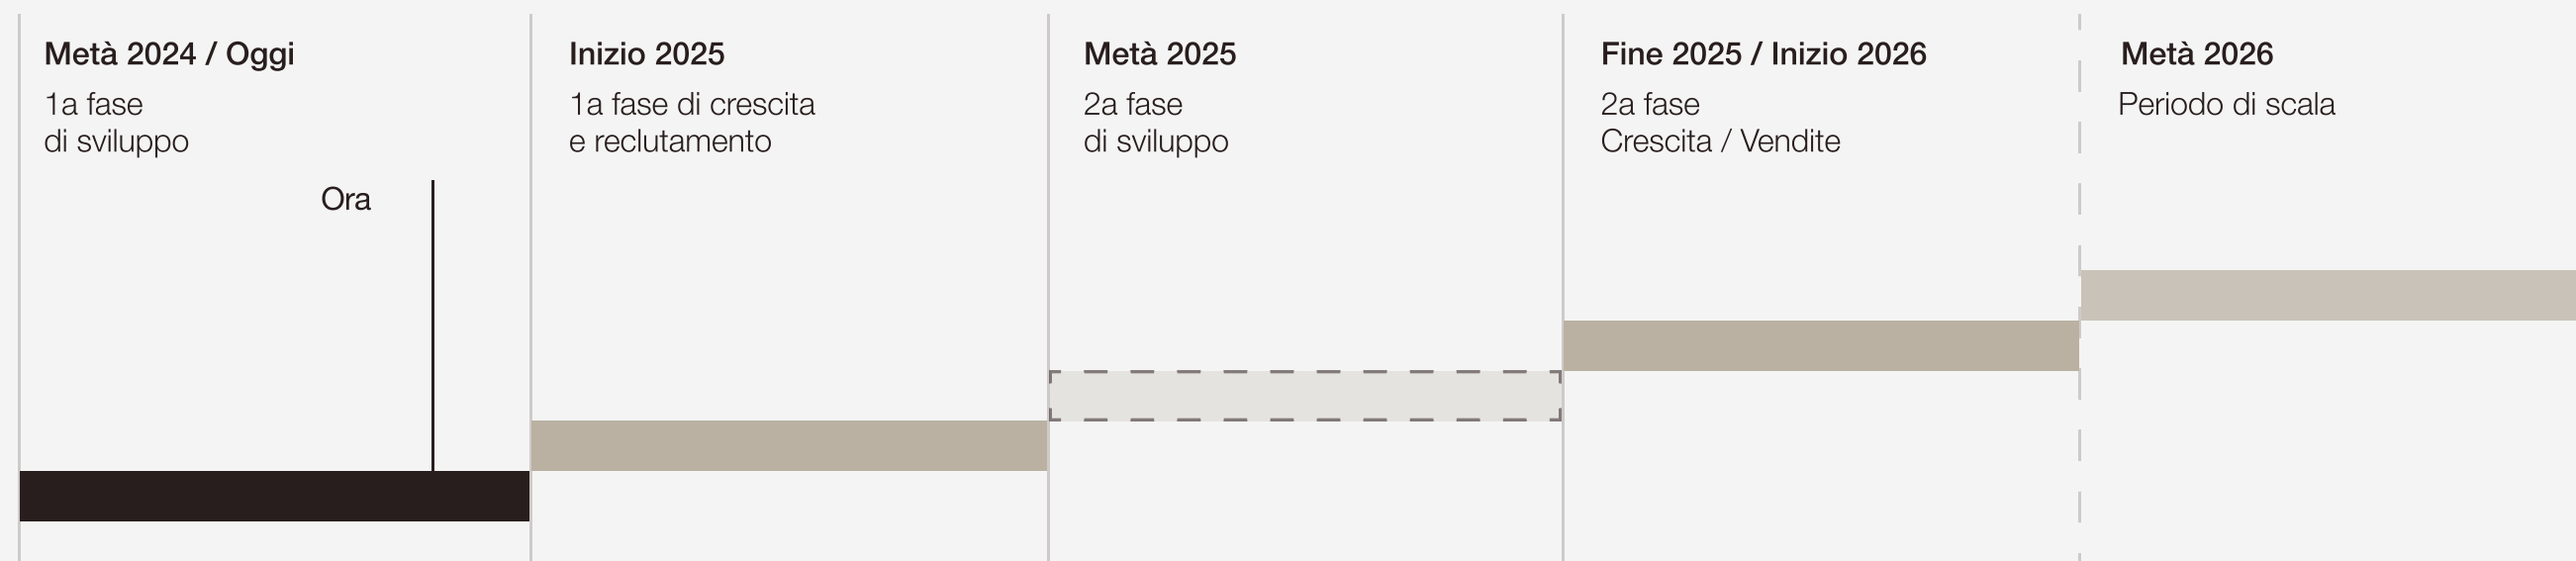 Metà 2024 / Oggi
1a fase
di sviluppo
Ora
Inizio 2025
1a fase di crescita
e reclutamento
Metà 2025
2a fase
di sviluppo
Fine 2025 / Inizio 2026
2a fase
Crescita / Vendite
Metà 2026
Periodo di scala